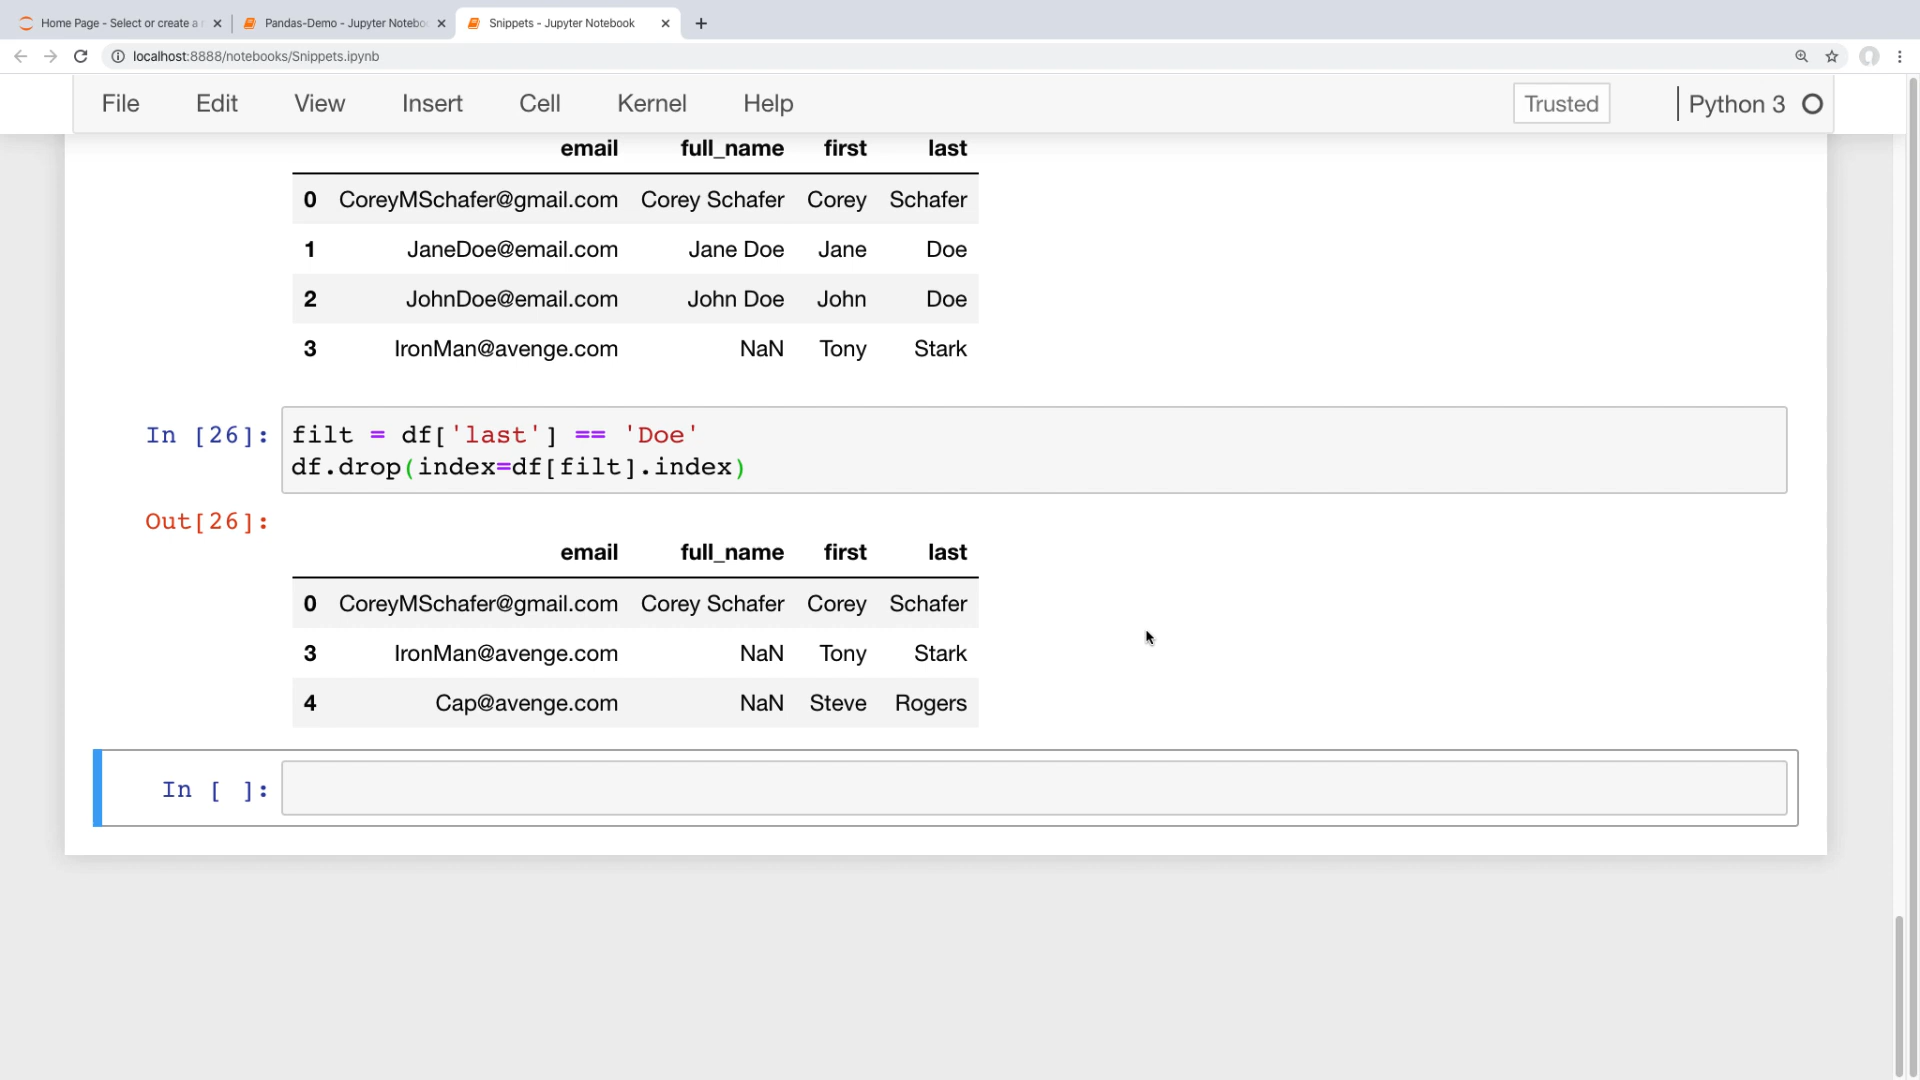 Home Page - Select or create a
Pandas-Demo - Jupyter Notebo
Snippets - Jupyter Notebook
localhost:8888/notebooks/Snippets.ipynb
File Edit View Insert Cell Kernel Help Trusted Python 3
email full_name first last
0 CoreyMSchafer@gmail.com Corey Schafer Corey Schafer
1 JaneDoe@email.com Jane Doe Jane Doe
2 JohnDoe@email.com John Doe John Doe
3 IronMan@avenge.com NaN Tony Stark
In [26]: filt = df['last'] == 'Doe'
df.drop(index=df[filt].index)
Out[26]:
email full_name first last
0 CoreyMSchafer@gmail.com Corey Schafer Corey Schafer
3 IronMan@avenge.com NaN Tony Stark
4 Cap@avenge.com NaN Steve Rogers
In [ ]: